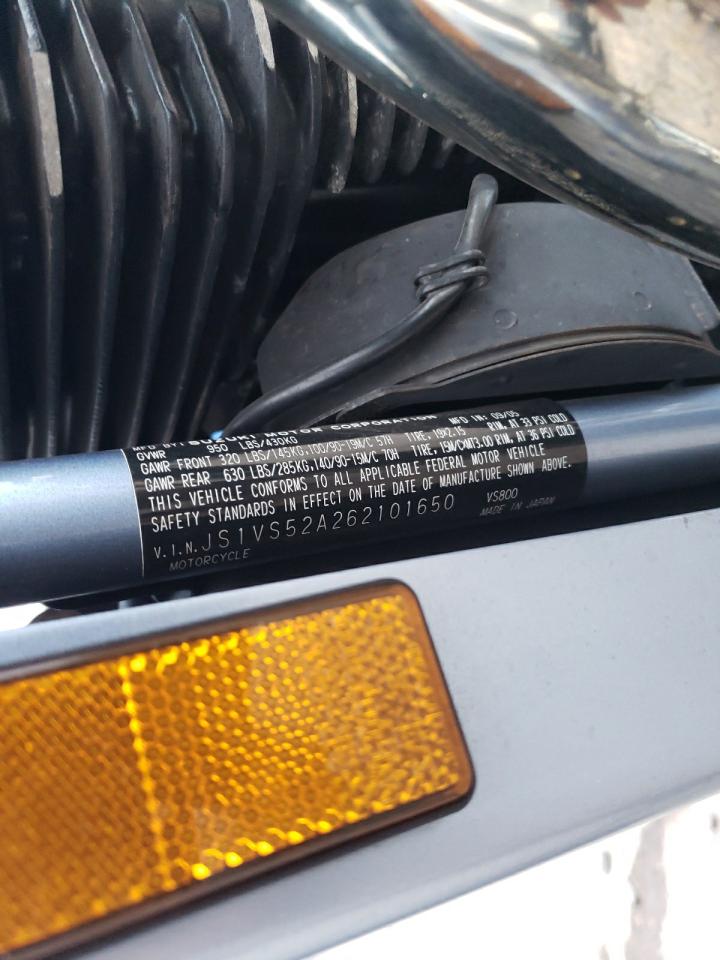 MFD BY: SUZUKI MOTOR CORPORATION MFD IN: 09/05
GVWR 950 LBS/430KG
GAWR FRONT 320 LBS/145KG,100/90-19M/C 57H TIRE, 19X2.15 RIM, AT 33 PSI COLD
GAWR REAR 630 LBS/285KG,140/90-15M/C 70H TIRE, 15M/CXMT3.00 RIM, AT 36 PSI COLD
THIS VEHICLE CONFORMS TO ALL APPLICABLE FEDERAL MOTOR VEHICLE
SAFETY STANDARDS IN EFFECT ON THE DATE OF MANUFACTURE SHOWN ABOVE.
V.I.N. JS1VS52A262101650 VS800
MOTORCYCLE MADE IN JAPAN